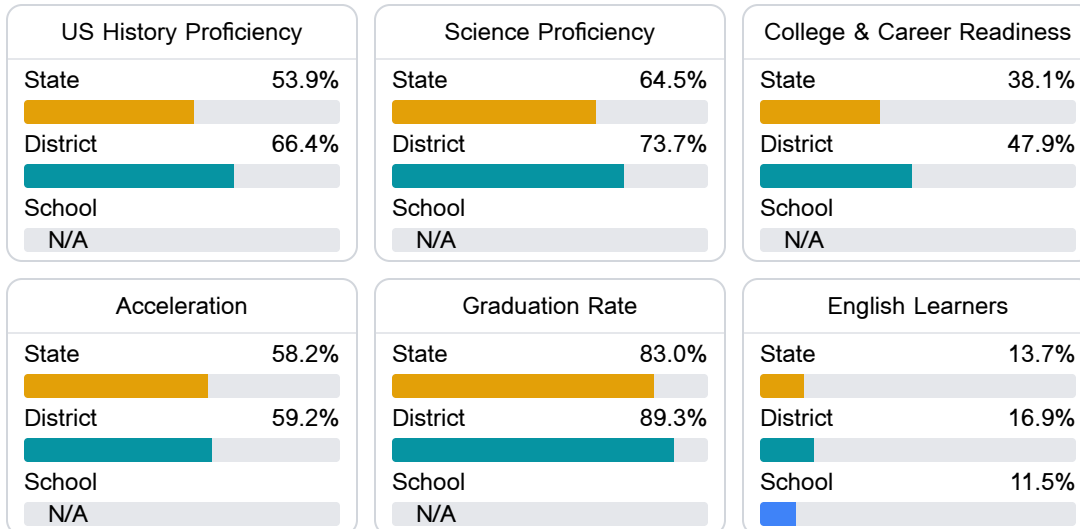 US History Proficiency
State 53.9%
District 66.4%
School
N/A
Science Proficiency
State 64.5%
District 73.7%
School
N/A
College & Career Readiness
State 38.1%
District 47.9%
School
N/A
Acceleration
State 58.2%
District 59.2%
School
N/A
Graduation Rate
State 83.0%
District 89.3%
School
N/A
English Learners
State 13.7%
District 16.9%
School 11.5%